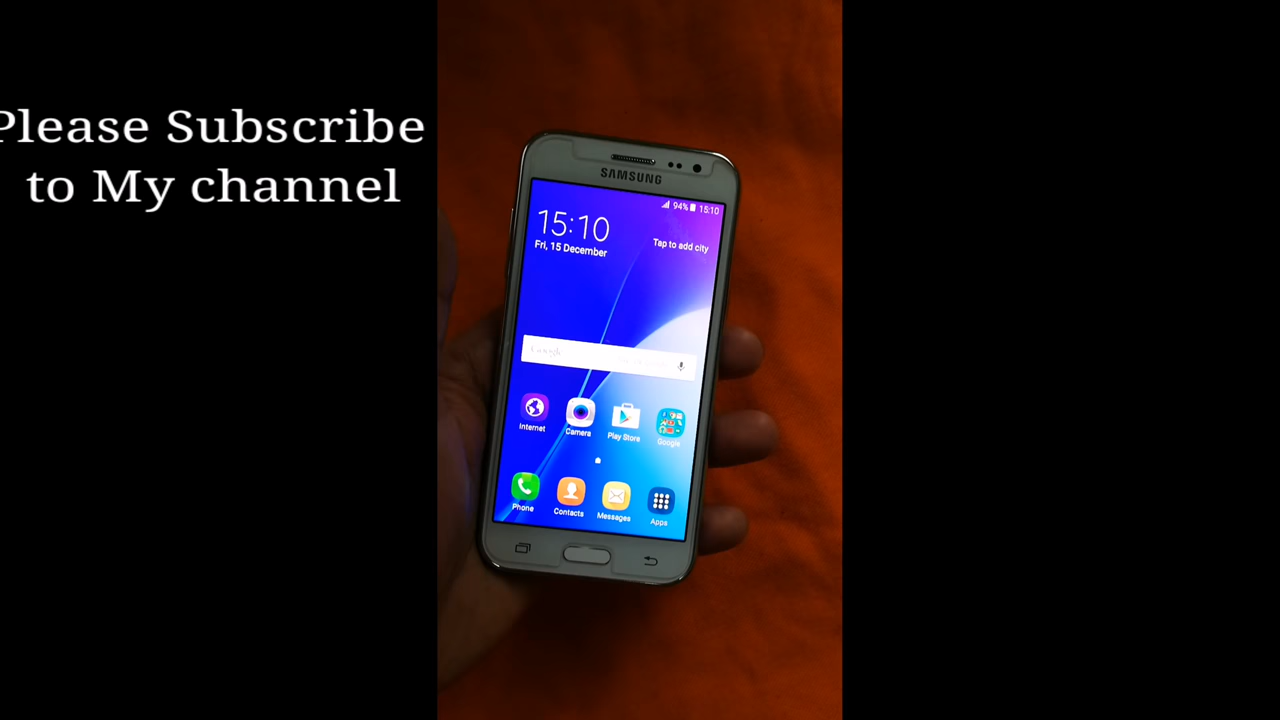 Please Subscribe
to My channel
SAMSUNG
94% 15:10
15:10
Fri, 15 December
Tap to add city
Google
Internet
Camera
Play Store
Google
Phone
Contacts
Messages
Apps